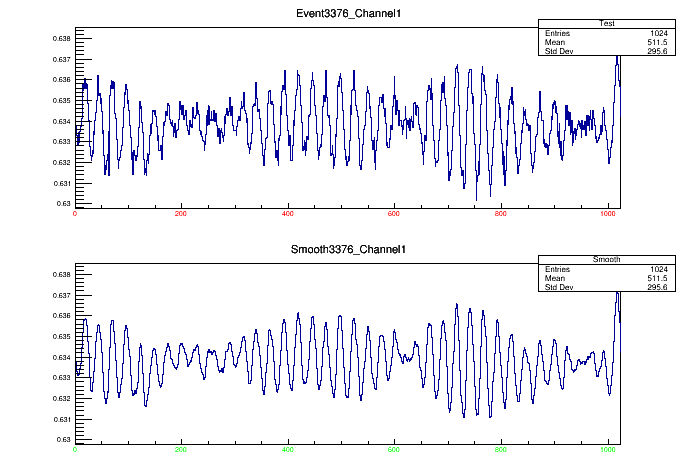 Event3376_Channel1
Test
Entries 1024
Mean 511.5
Std Dev 295.6
0.638
0.637
0.636
0.635
0.634
0.633
0.632
0.631
0.63
0 200 400 600 800 1000
Smooth3376_Channel1
Smooth
Entries 1024
Mean 511.5
Std Dev 295.6
0.638
0.637
0.636
0.635
0.634
0.633
0.632
0.631
0.63
0 200 400 600 800 1000